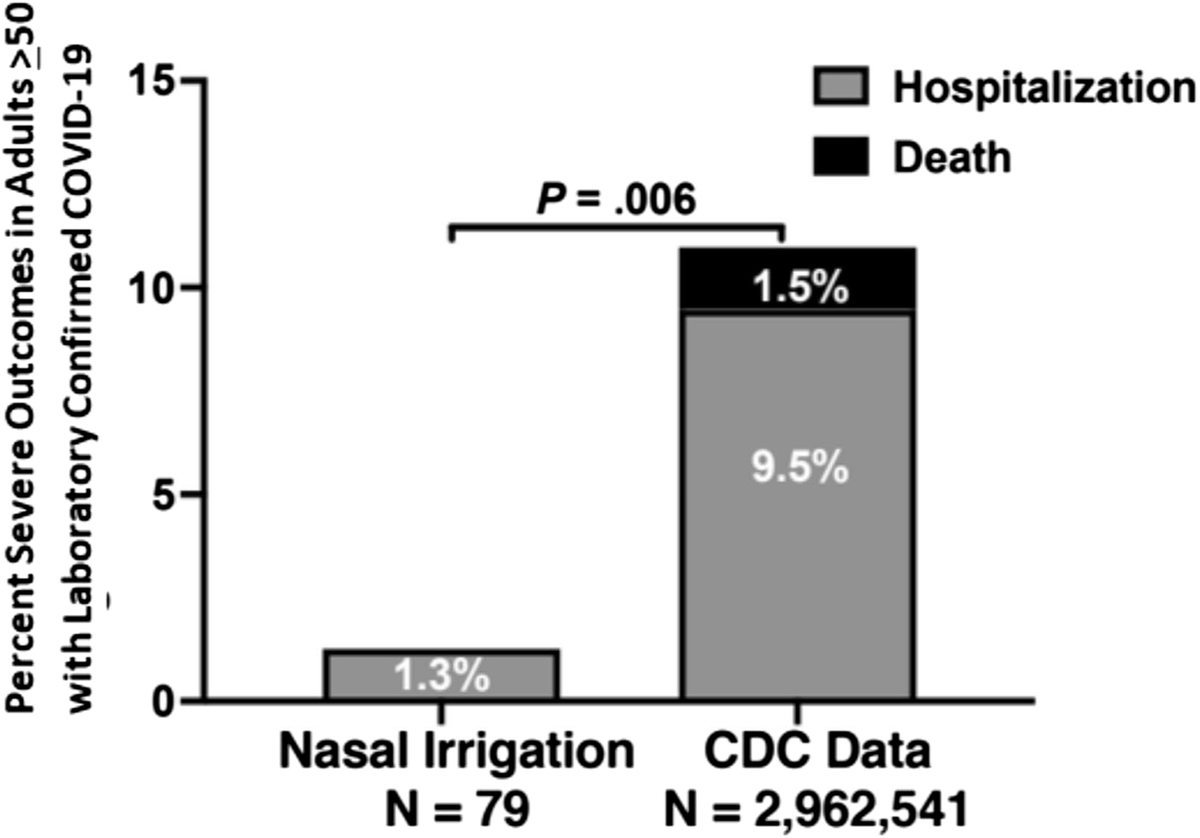 Percent Severe Outcomes in Adults ≥50
with Laboratory Confirmed COVID-19
15
10
5
0
Hospitalization
Death
P = .006
1.5%
9.5%
1.3%
Nasal Irrigation
N = 79
CDC Data
N = 2,962,541